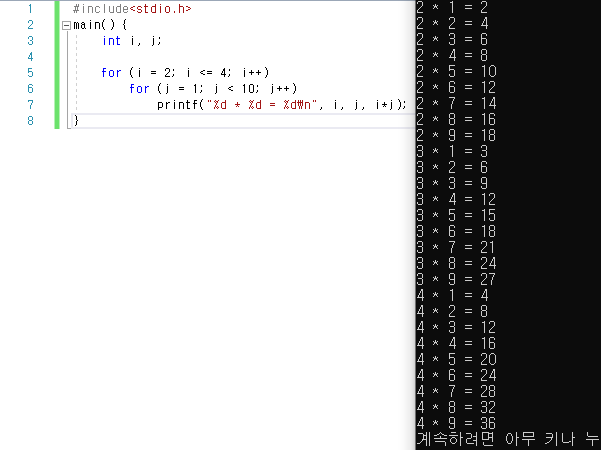 1 #include<stdio.h>
2 main() {
3 int i, j;
4
5 for (i = 2; i <= 4; i++)
6 for (j = 1; j < 10; j++)
7 printf("%d * %d = %d₩n", i, j, i*j);
8 }
2 * 1 = 2
2 * 2 = 4
2 * 3 = 6
2 * 4 = 8
2 * 5 = 10
2 * 6 = 12
2 * 7 = 14
2 * 8 = 16
2 * 9 = 18
3 * 1 = 3
3 * 2 = 6
3 * 3 = 9
3 * 4 = 12
3 * 5 = 15
3 * 6 = 18
3 * 7 = 21
3 * 8 = 24
3 * 9 = 27
4 * 1 = 4
4 * 2 = 8
4 * 3 = 12
4 * 4 = 16
4 * 5 = 20
4 * 6 = 24
4 * 7 = 28
4 * 8 = 32
4 * 9 = 36
계속하려면 아무 키나 누